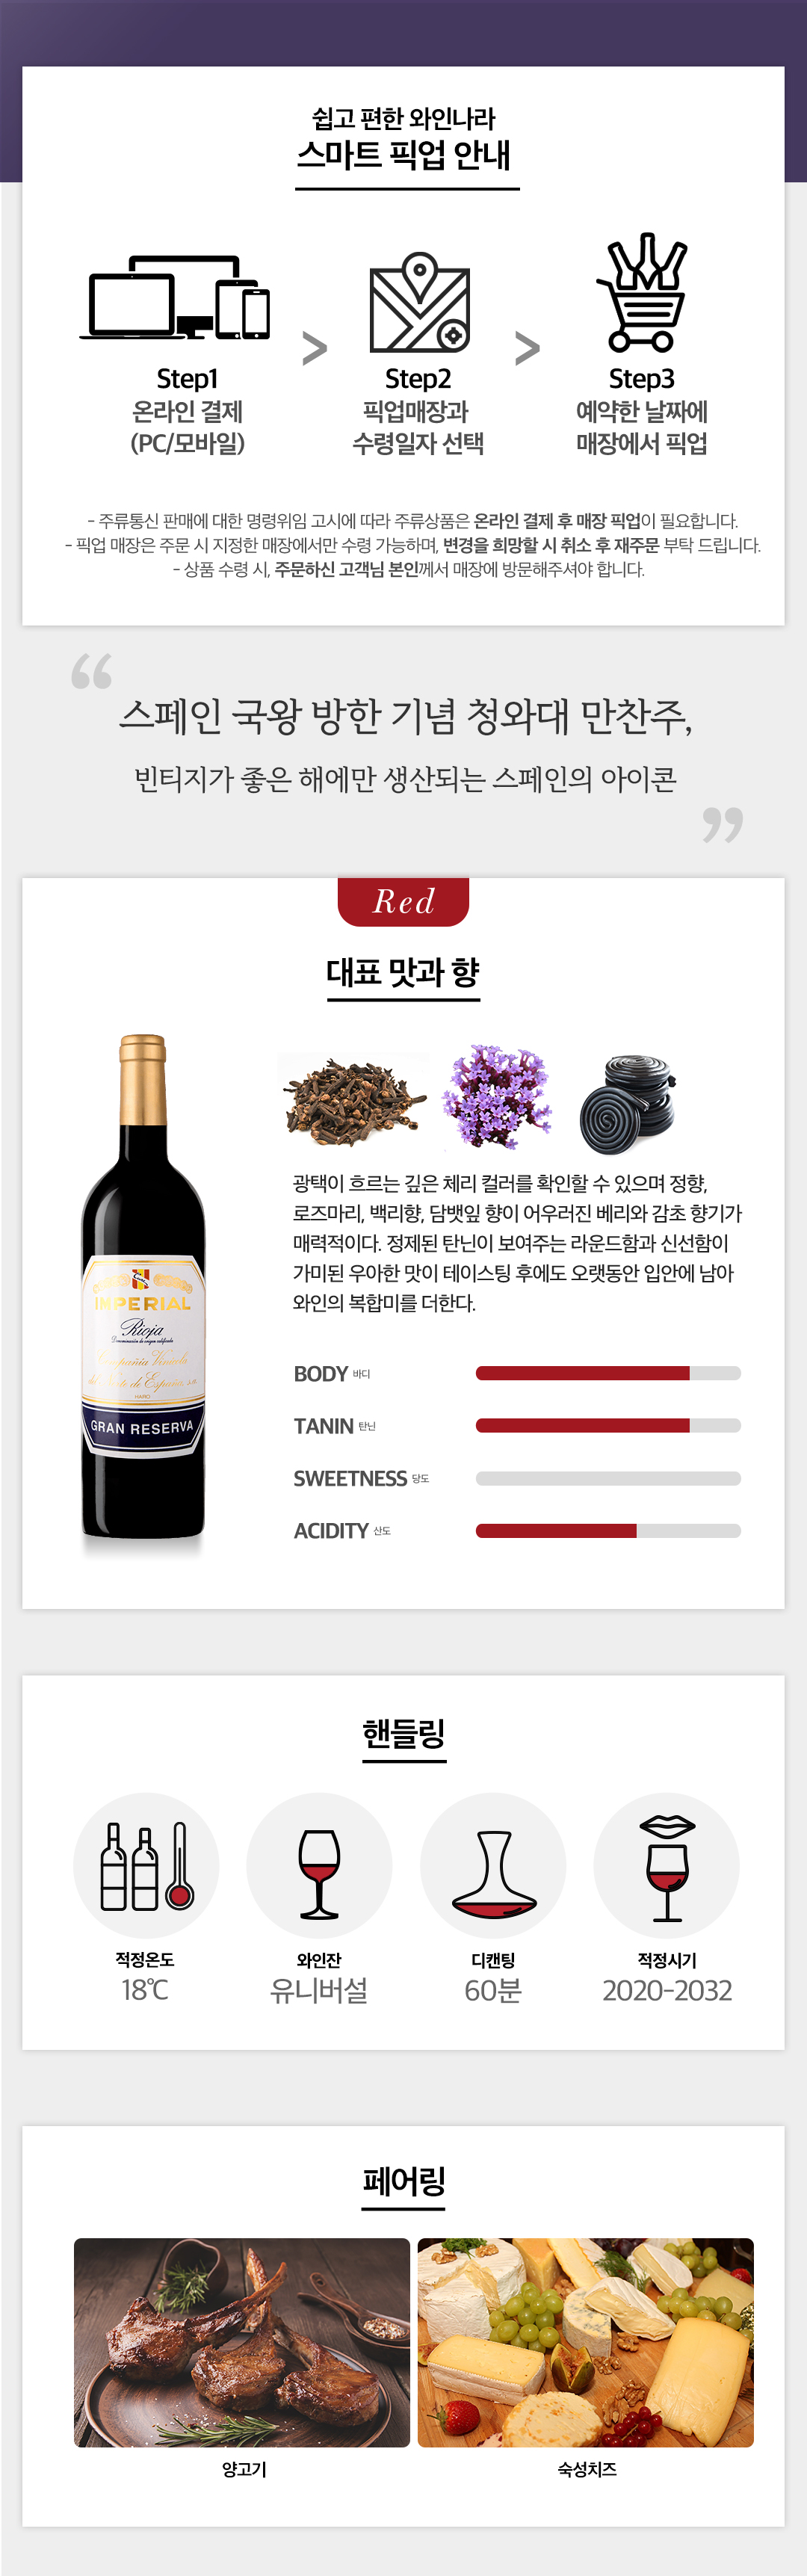 쉽고 편한 와인나라
스마트 픽업 안내
Step1
온라인 결제
(PC/모바일)
>
Step2
픽업매장과
수령일자 선택
>
Step3
예약한 날짜에
매장에서 픽업
- 주류통신 판매에 대한 명령위임 고시에 따라 주류상품은 온라인 결제 후 매장 픽업이 필요합니다.
- 픽업 매장은 주문 시 지정한 매장에서만 수령 가능하며, 변경을 희망할 시 취소 후 재주문 부탁 드립니다.
- 상품 수령 시, 주문하신 고객님 본인께서 매장에 방문해주셔야 합니다.
“
스페인 국왕 방한 기념 청와대 만찬주,
빈티지가 좋은 해에만 생산되는 스페인의 아이콘
”
Red
대표 맛과 향
광택이 흐르는 깊은 체리 컬러를 확인할 수 있으며 정향,
로즈마리, 백리향, 담뱃잎 향이 어우러진 베리와 감초 향기가
매력적이다. 정제된 탄닌이 보여주는 라운드함과 신선함이
가미된 우아한 맛이 테이스팅 후에도 오랫동안 입안에 남아
와인의 복합미를 더한다.
IMPERIAL
Rioja
Compañia Vinicola
del Norte de España, s.a.
HARO
GRAN RESERVA
BODY 바디
TANIN 탄닌
SWEETNESS 당도
ACIDITY 산도
핸들링
적정온도
18℃
와인잔
유니버설
디캔팅
60분
적정시기
2020-2032
페어링
양고기
숙성치즈